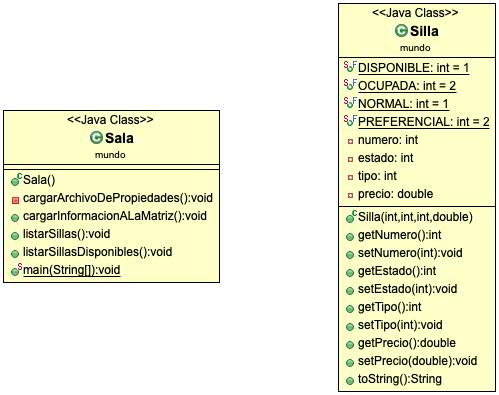 <<Java Class>>
Sala
mundo
Sala()
cargarArchivoDePropiedades():void
cargarInformacionALaMatriz():void
listarSillas():void
listarSillasDisponibles():void
main(String[]):void
<<Java Class>>
Silla
mundo
DISPONIBLE: int = 1
OCUPADA: int = 2
NORMAL: int = 1
PREFERENCIAL: int = 2
numero: int
estado: int
tipo: int
precio: double
Silla(int,int,int,double)
getNumero():int
setNumero(int):void
getEstado():int
setEstado(int):void
getTipo():int
setTipo(int):void
getPrecio():double
setPrecio(double):void
toString():String